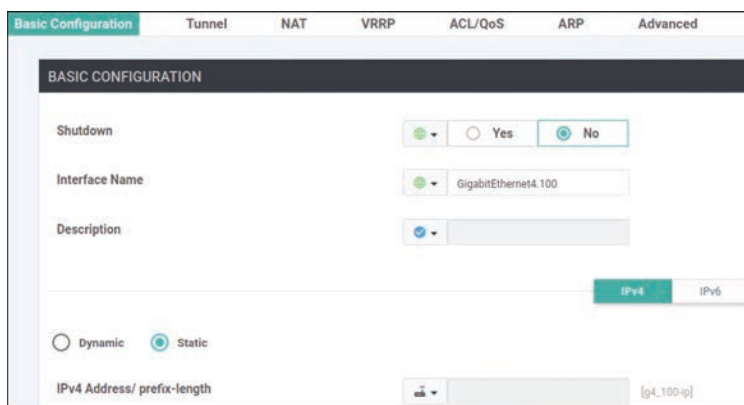 Basic Configuration Tunnel NAT VRRP ACL/QoS ARP Advanced
BASIC CONFIGURATION
Shutdown Yes No
Interface Name GigabitEthernet4.100
Description
IPv4 IPv6
Dynamic Static
IPv4 Address/ prefix-length [g4_100-ip]